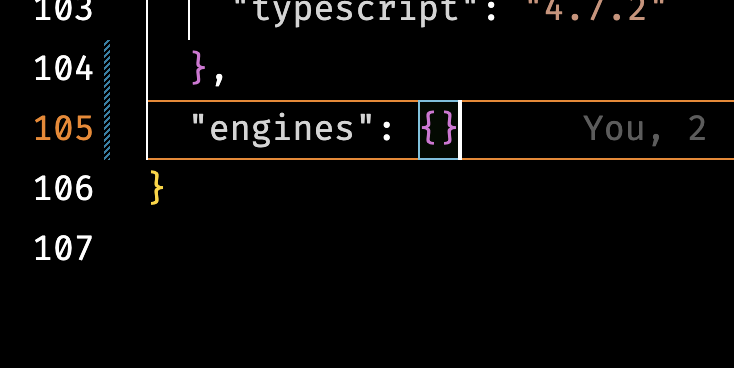 103 "typescript": "4.7.2"
104 },
105 "engines": {} You, 2
106 }
107